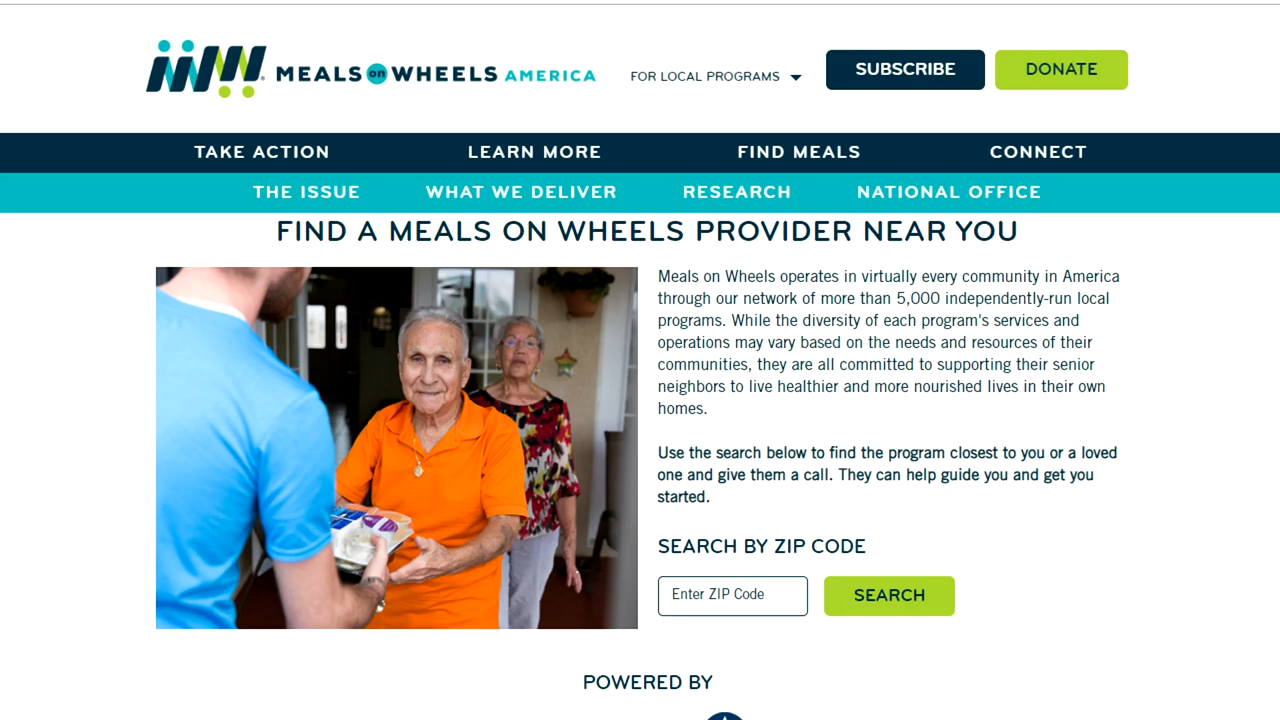 MEALS on WHEELS AMERICA
FOR LOCAL PROGRAMS
SUBSCRIBE
DONATE
TAKE ACTION
LEARN MORE
FIND MEALS
CONNECT
THE ISSUE
WHAT WE DELIVER
RESEARCH
NATIONAL OFFICE
FIND A MEALS ON WHEELS PROVIDER NEAR YOU
Meals on Wheels operates in virtually every community in America
through our network of more than 5,000 independently-run local
programs. While the diversity of each program's services and
operations may vary based on the needs and resources of their
communities, they are all committed to supporting their senior
neighbors to live healthier and more nourished lives in their own
homes.
Use the search below to find the program closest to you or a loved
one and give them a call. They can help guide you and get you
started.
SEARCH BY ZIP CODE
Enter ZIP Code
SEARCH
POWERED BY